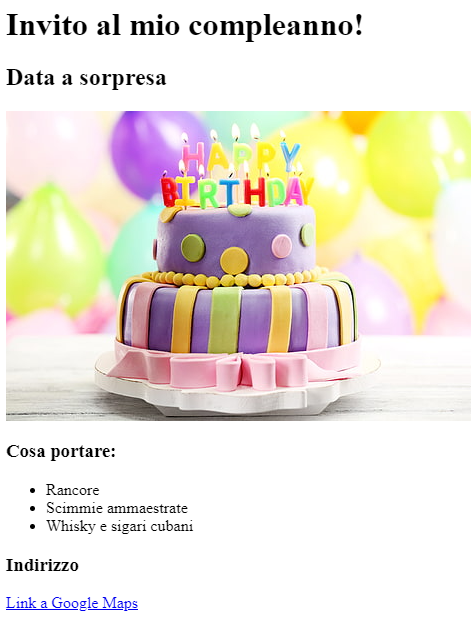 Invito al mio compleanno!
Data a sorpresa
HAPPY
BIRTHDAY
Cosa portare:
Rancore
Scimmie ammaestrate
Whisky e sigari cubani
Indirizzo
Link a Google Maps